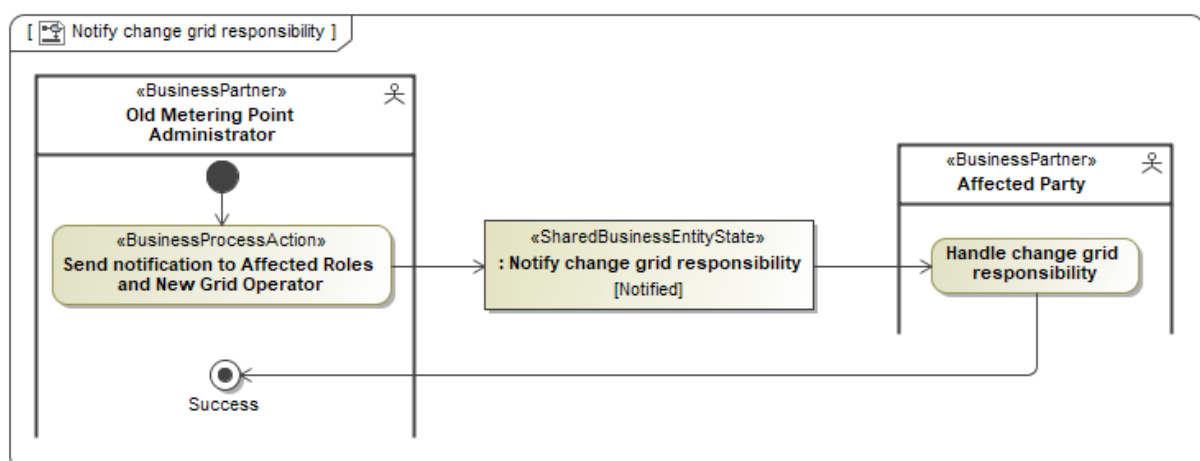 [ Notify change grid responsibility ]
«BusinessPartner»
Old Metering Point
Administrator
«BusinessProcessAction»
Send notification to Affected Roles
and New Grid Operator
«SharedBusinessEntityState»
: Notify change grid responsibility
[Notified]
«BusinessPartner»
Affected Party
Handle change grid
responsibility
Success